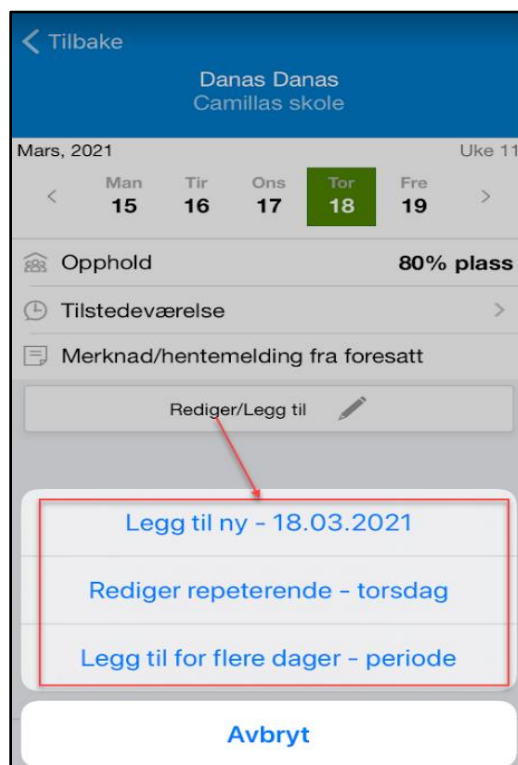 Tilbake
Danas Danas
Camillas skole
Mars, 2021 Uke 11
Man Tir Ons Tor Fre
15 16 17 18 19
Opphold 80% plass
Tilstedeværelse
Merknad/hentemelding fra foresatt
Rediger/Legg til
Legg til ny - 18.03.2021
Rediger repeterende - torsdag
Legg til for flere dager - periode
Avbryt